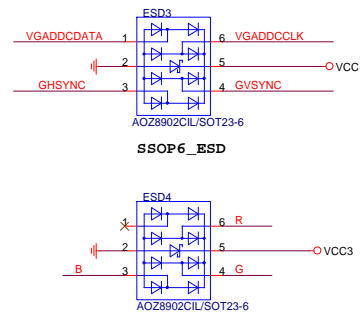 ESD3
VGADDCDATA 1 6 VGADDCCLK
2 5 VCC
GHSYNC 3 4 GVSYNC
AOZ8902CIL/SOT23-6
SSOP6_ESD
ESD4
1 6 R
2 5 VCC3
B 3 4 G
AOZ8902CIL/SOT23-6